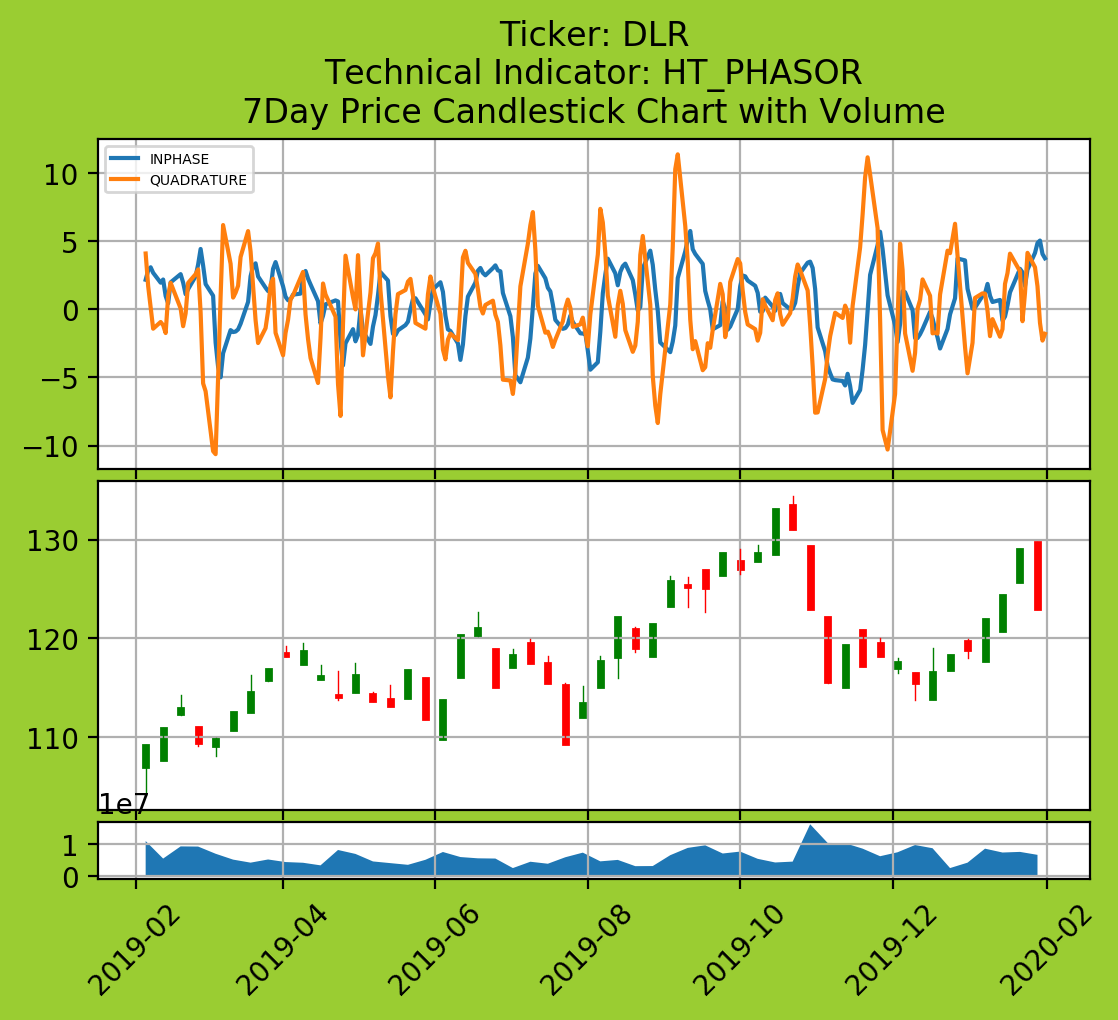 Ticker: DLR
Technical Indicator: HT_PHASOR
7Day Price Candlestick Chart with Volume
INPHASE
QUADRATURE
10
5
0
−5
−10
130
120
110
1e7
1
0
2019-02
2019-04
2019-06
2019-08
2019-10
2019-12
2020-02